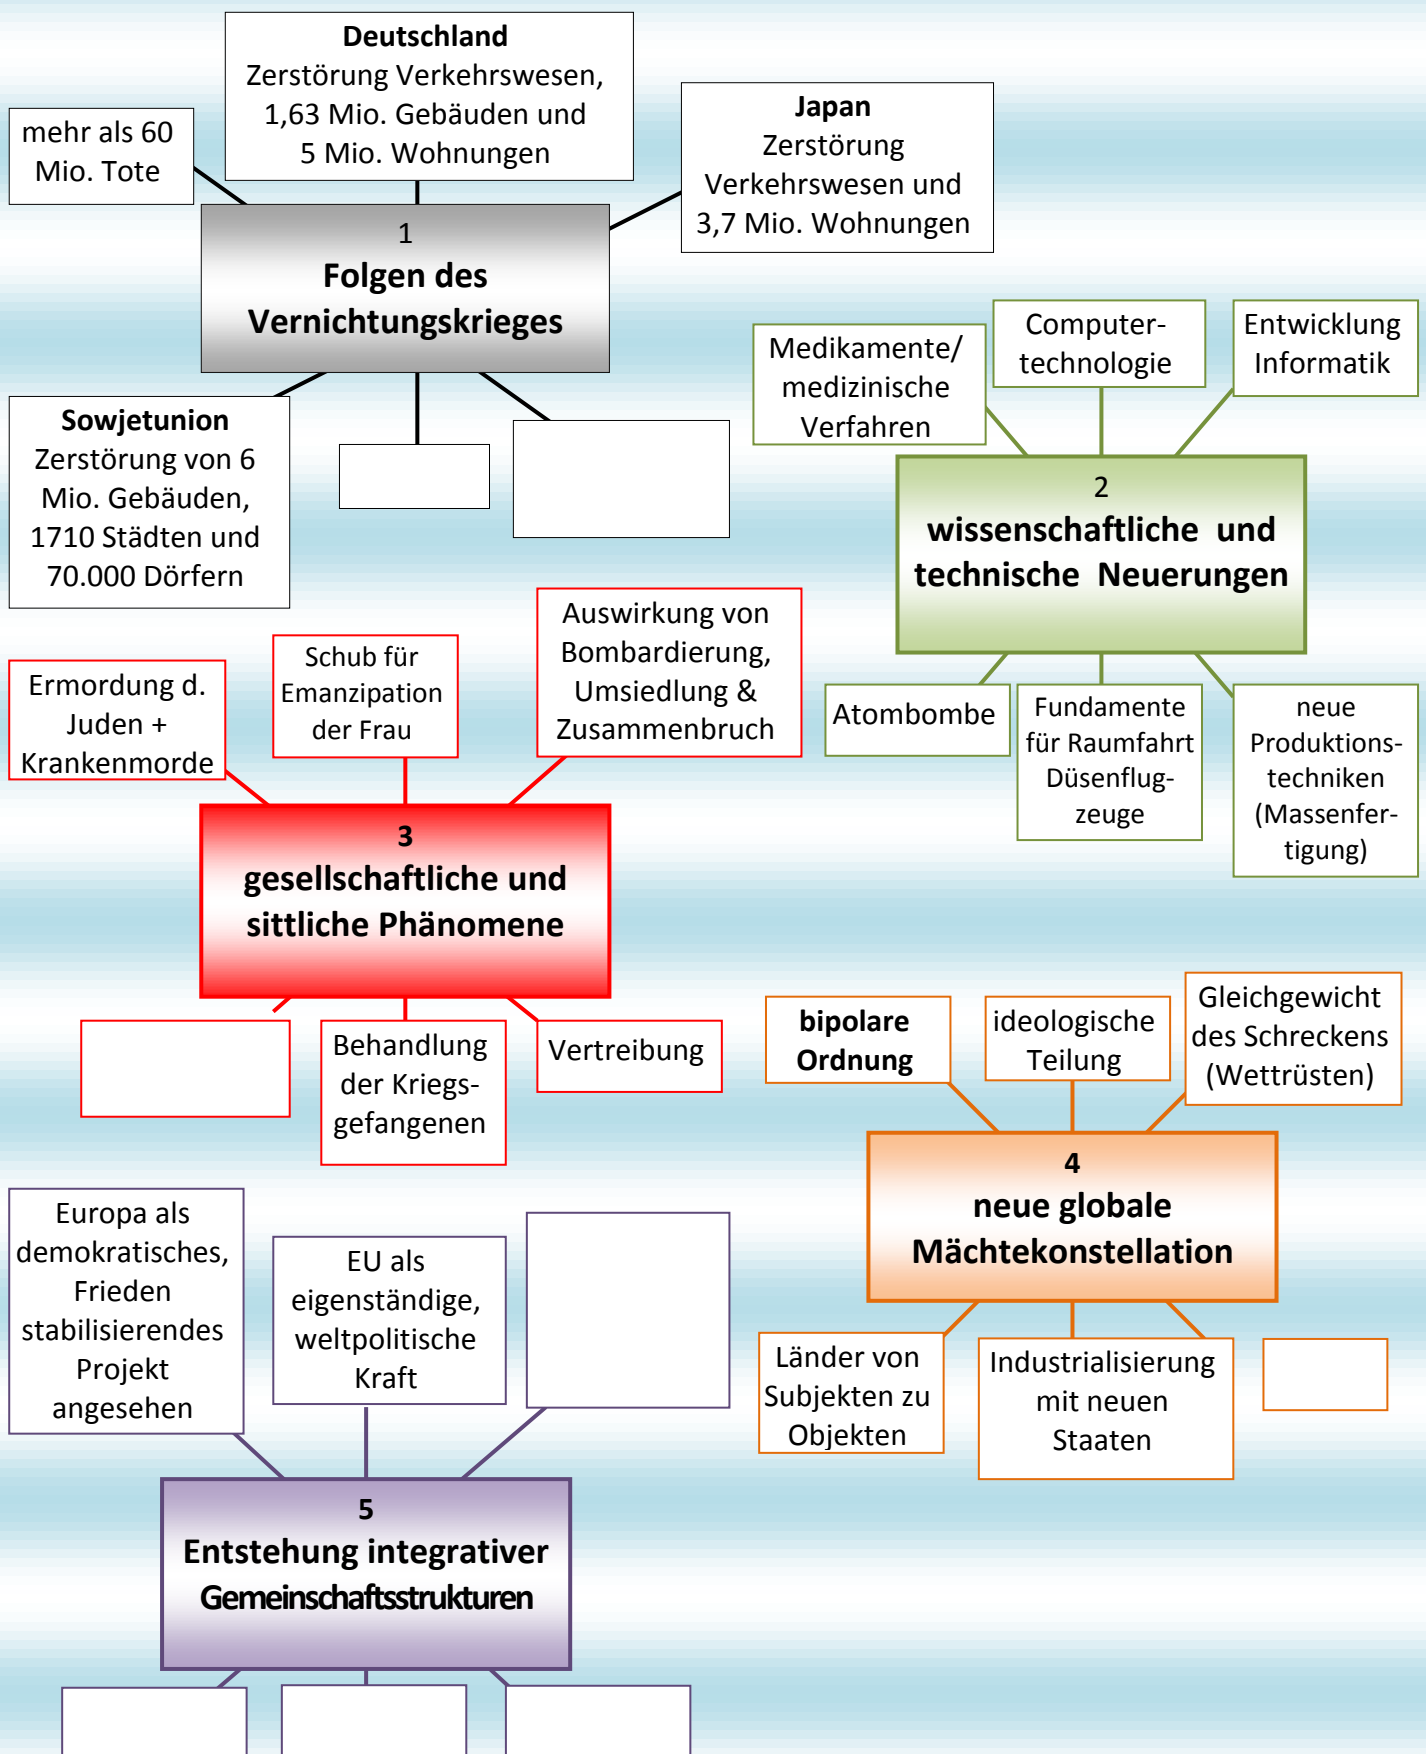 Deutschland
Zerstörung Verkehrswesen,
1,63 Mio. Gebäuden und
5 Mio. Wohnungen
mehr als 60
Mio. Tote
Japan
Zerstörung
Verkehrswesen und
3,7 Mio. Wohnungen
1
Folgen des
Vernichtungskrieges
Sowjetunion
Zerstörung von 6
Mio. Gebäuden,
1710 Städten und
70.000 Dörfern
Medikamente/
medizinische
Verfahren
Computer-
technologie
Entwicklung
Informatik
2
wissenschaftliche und
technische Neuerungen
Atombombe
Fundamente
für Raumfahrt
Düsenflug-
zeuge
neue
Produktions-
techniken
(Massenfer-
tigung)
Ermordung d.
Juden +
Krankenmorde
Schub für
Emanzipation
der Frau
Auswirkung von
Bombardierung,
Umsiedlung &
Zusammenbruch
3
gesellschaftliche und
sittliche Phänomene
Behandlung
der Kriegs-
gefangenen
Vertreibung
bipolare
Ordnung
ideologische
Teilung
Gleichgewicht
des Schreckens
(Wettrüsten)
4
neue globale
Mächtekonstellation
Länder von
Subjekten zu
Objekten
Industrialisierung
mit neuen
Staaten
Europa als
demokratisches,
Frieden
stabilisierendes
Projekt
angesehen
EU als
eigenständige,
weltpolitische
Kraft
5
Entstehung integrativer
Gemeinschaftsstrukturen